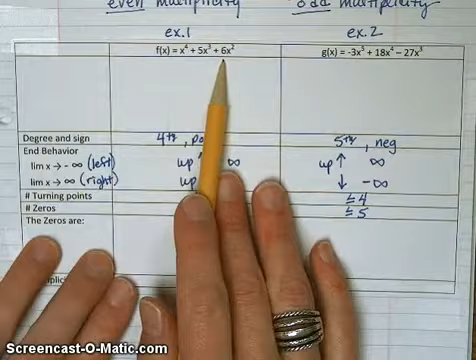 even multiplicity odd multiplicity
ex.1 ex.2
f(x) = x⁴ + 5x³ + 6x² g(x) = -3x⁵ + 18x⁴ – 27x³
Degree and sign 4th, po 5th, neg
End Behavior
lim x → - ∞ (left) up ∞ up ↑ ∞
lim x → ∞ (right) up ↓ -∞
# Turning points ≤ 4
# Zeros ≤ 5
The Zeros are:
Screencast-O-Matic.com